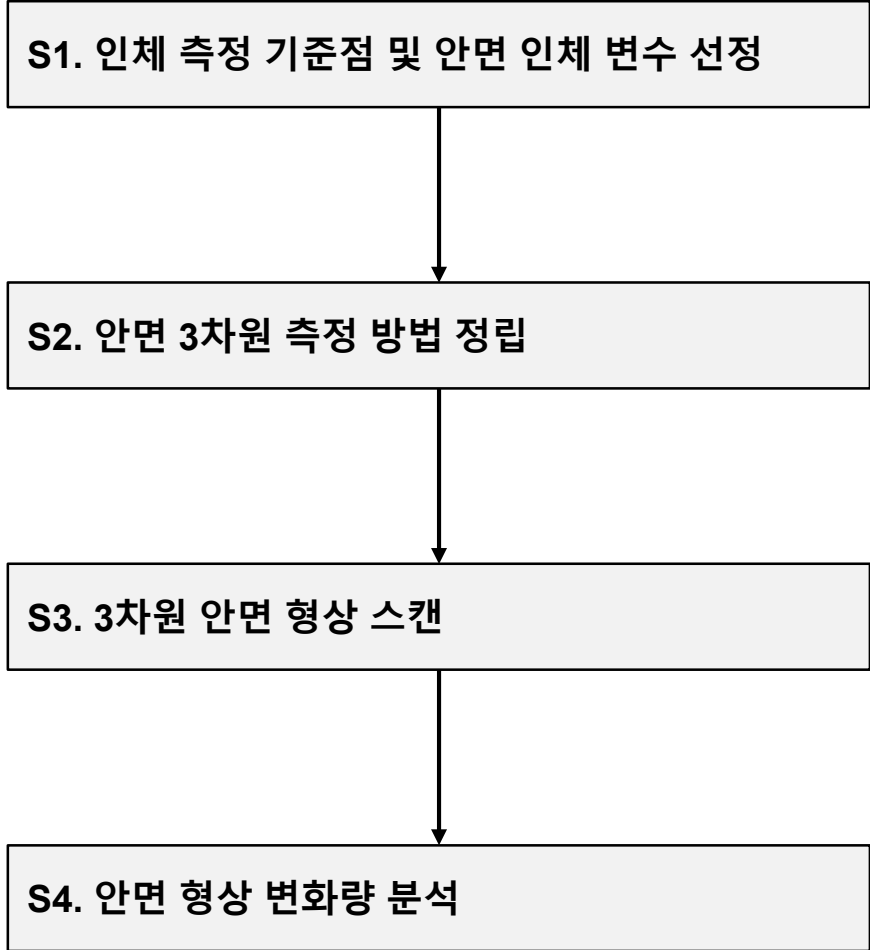 S1. 인체 측정 기준점 및 안면 인체 변수 선정
S2. 안면 3차원 측정 방법 정립
S3. 3차원 안면 형상 스캔
S4. 안면 형상 변화량 분석